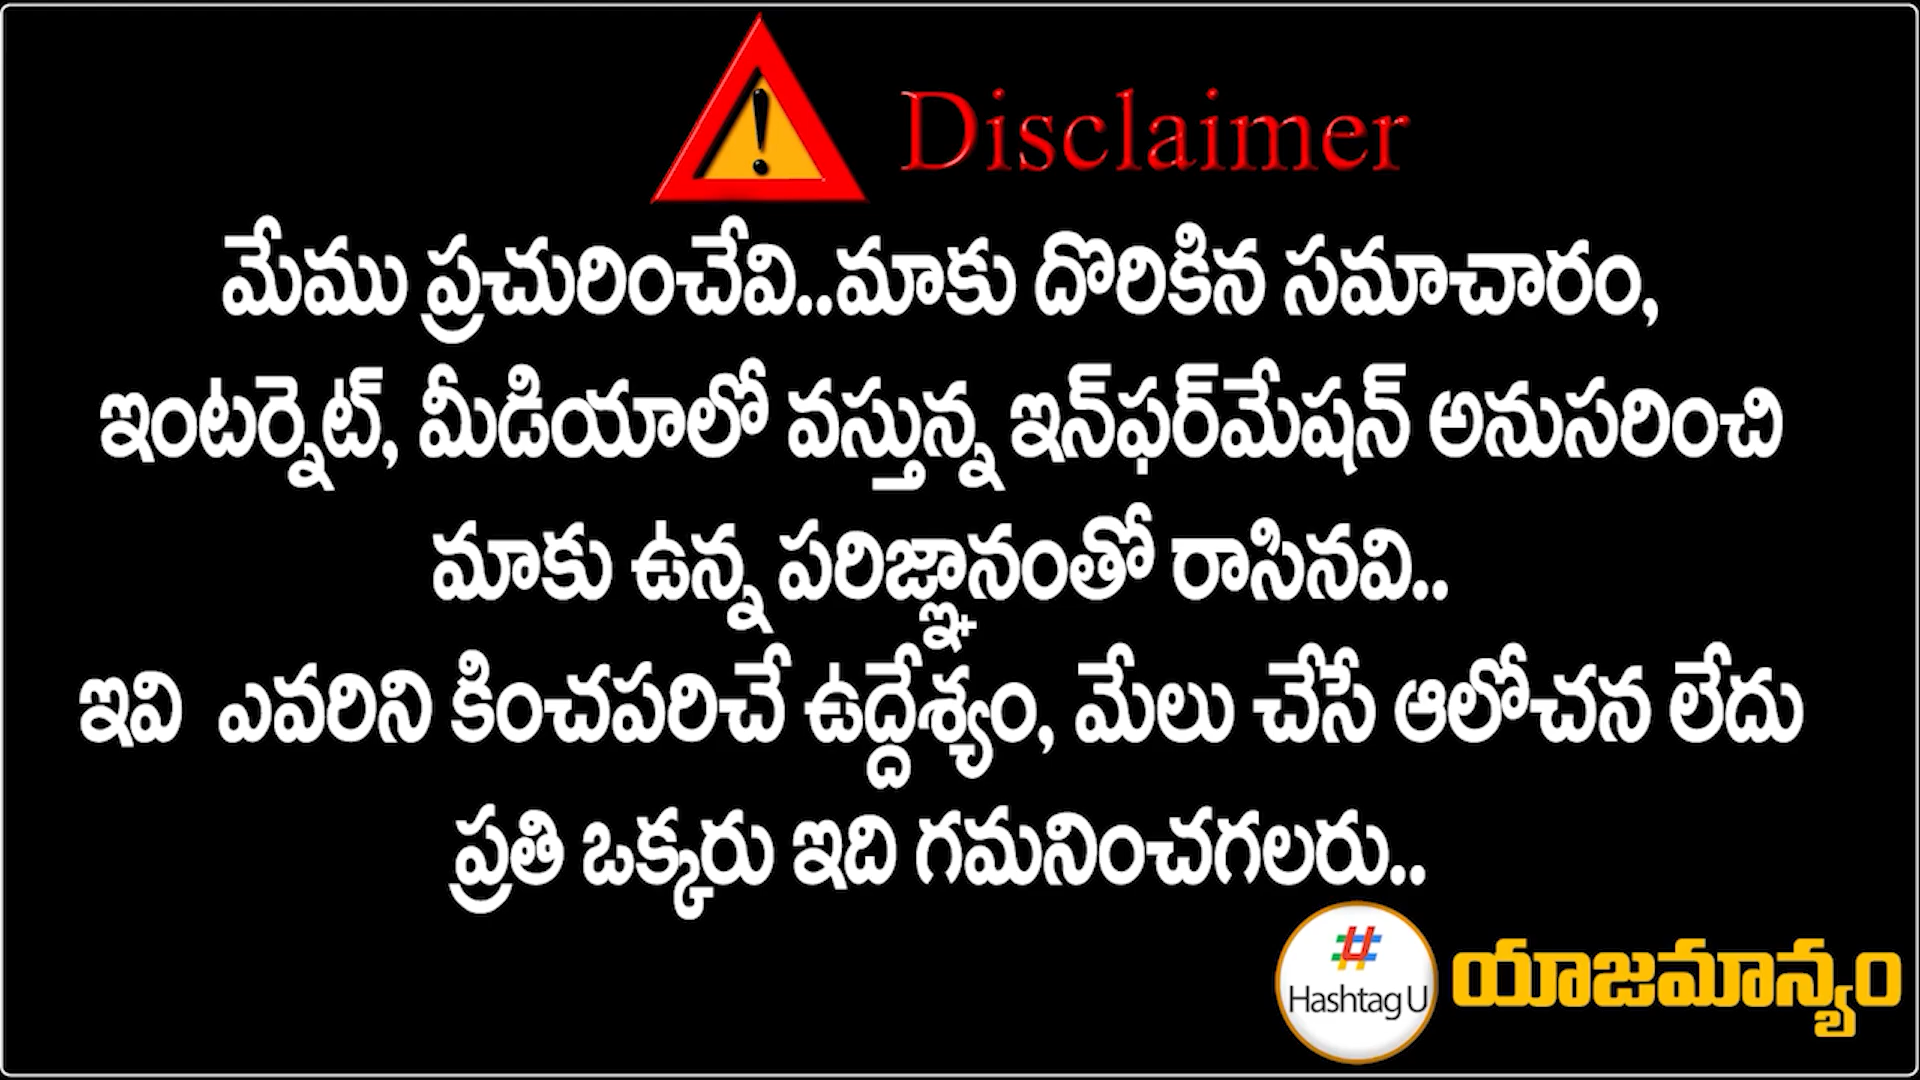 Disclaimer
మేము ప్రచురించేవి..మాకు దొరికిన సమాచారం,
ఇంటర్నెట్, మీడియాలో వస్తున్న ఇన్‌ఫర్‌మేషన్ అనుసరించి
మాకు ఉన్న పరిజ్ఞానంతో రాసినవి..
ఇవి ఎవరిని కించపరిచే ఉద్దేశ్యం, మేలు చేసే ఆలోచన లేదు
ప్రతి ఒక్కరు ఇది గమనించగలరు..
Hashtag U
యాజమాన్యం